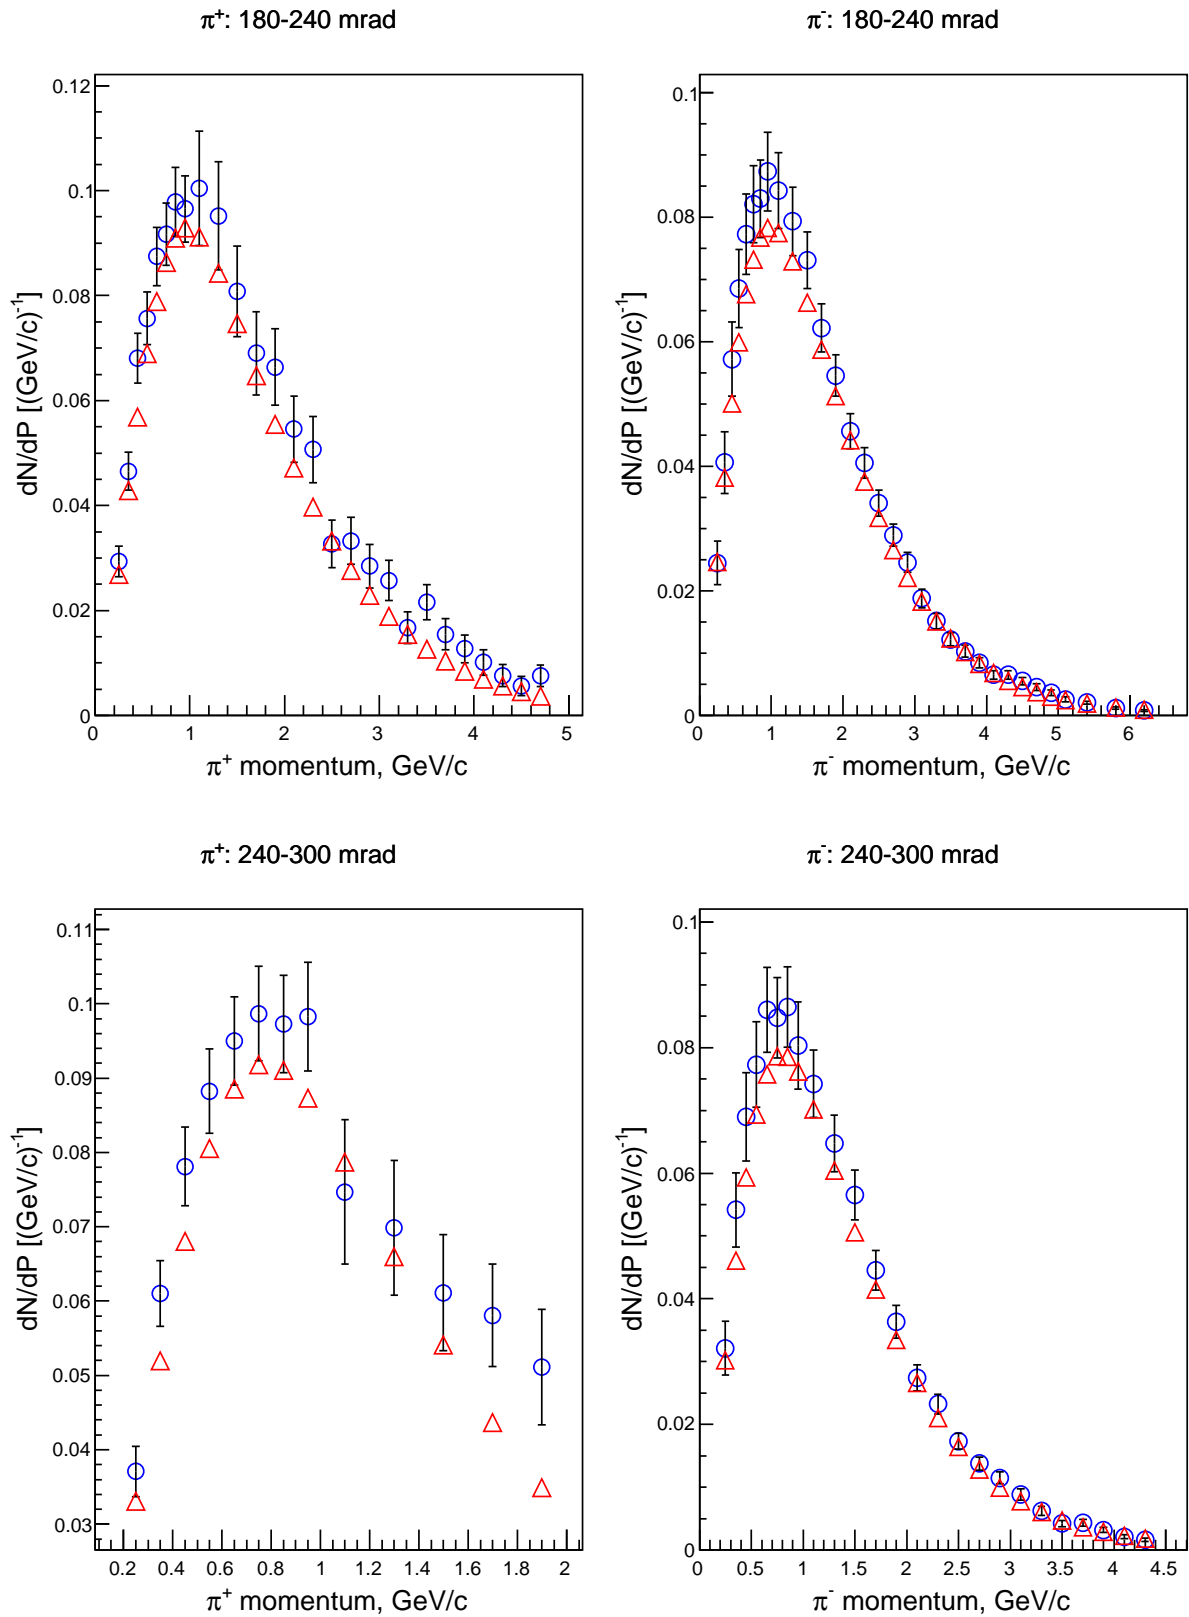 π⁺: 180-240 mrad
dN/dP [(GeV/c)⁻¹]
0.12
0.1
0.08
0.06
0.04
0.02
0
0 1 2 3 4 5
π⁺ momentum, GeV/c
π⁻: 180-240 mrad
dN/dP [(GeV/c)⁻¹]
0.1
0.08
0.06
0.04
0.02
0
0 1 2 3 4 5 6
π⁻ momentum, GeV/c
π⁺: 240-300 mrad
dN/dP [(GeV/c)⁻¹]
0.11
0.1
0.09
0.08
0.07
0.06
0.05
0.04
0.03
0.2 0.4 0.6 0.8 1 1.2 1.4 1.6 1.8 2
π⁺ momentum, GeV/c
π⁻: 240-300 mrad
dN/dP [(GeV/c)⁻¹]
0.1
0.08
0.06
0.04
0.02
0
0 0.5 1 1.5 2 2.5 3 3.5 4 4.5
π⁻ momentum, GeV/c